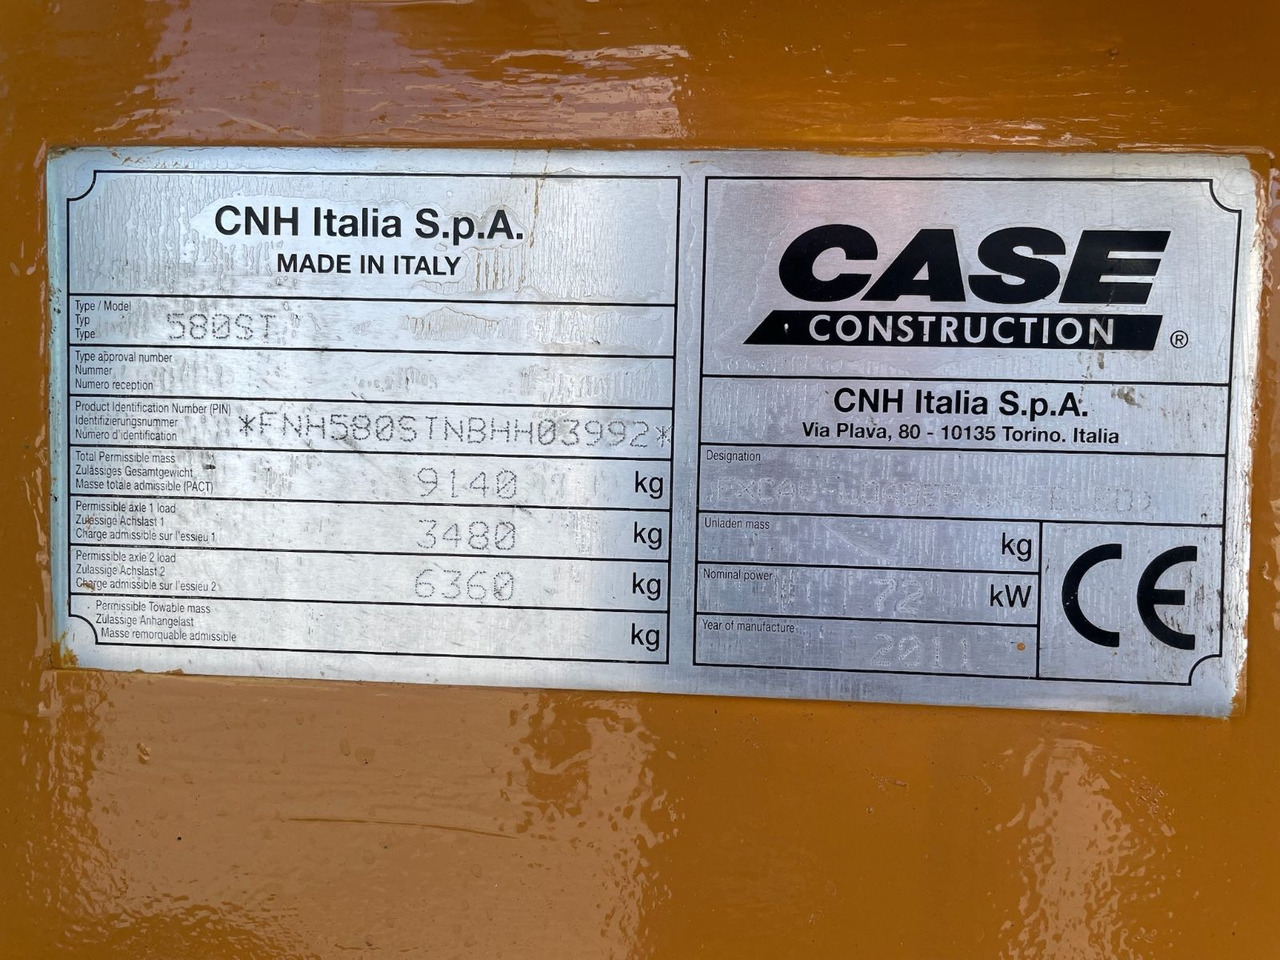 CNH Italia S.p.A.
MADE IN ITALY
Type / Model
Typ
Type
580ST
Type approval number
Nummer
Numero reception
Product Identification Number (PIN)
Identifizierungsnummer
Numero d'identification
*FNH580STNBHH03992*
Total Permissible mass
Zulässiges Gesamtgewicht
Masse totale admissible (PACT)
9140 kg
Permissible axle 1 load
Zulässige Achslast 1
Charge admissible sur l'essieu 1
3480 kg
Permissible axle 2 load
Zulässige Achslast 2
Charge admissible sur l'essieu 2
6360 kg
Permissible Towable mass
Zulässige Anhangelast
Masse remorquable admissible
kg
CASE
CONSTRUCTION ®
CNH Italia S.p.A.
Via Plava, 80 - 10135 Torino. Italia
Designation
Unladen mass
kg
Nominal power
72 kW
Year of manufacture
2011
CE